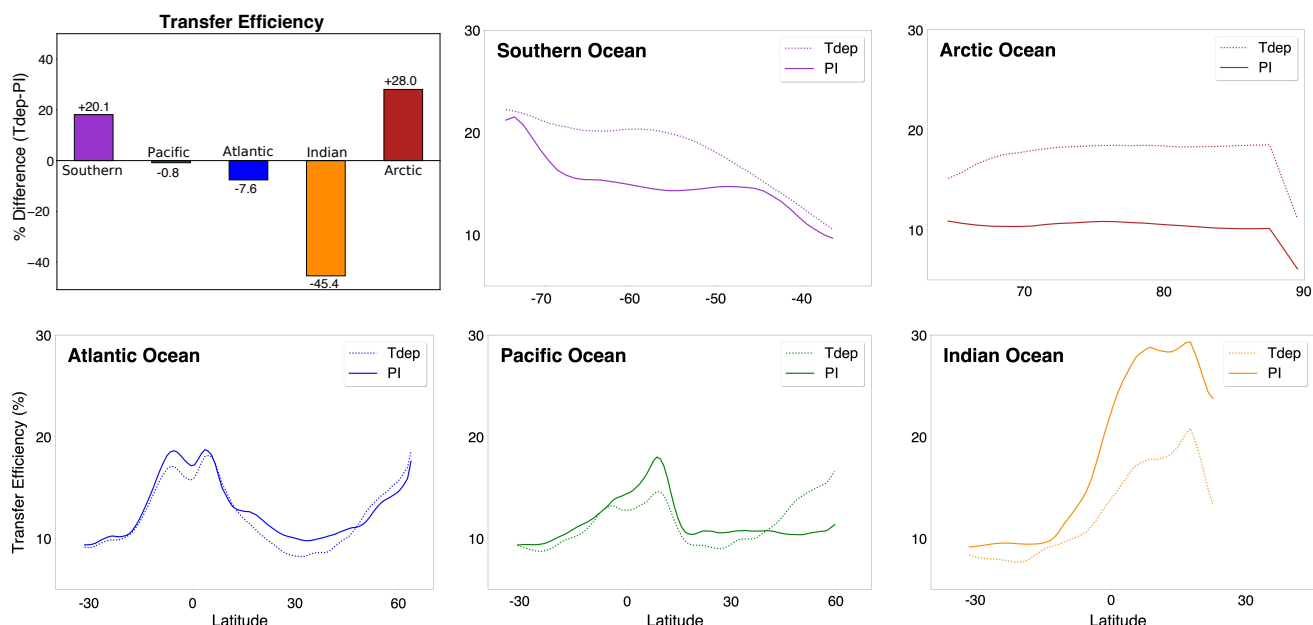 Transfer Efficiency
% Difference (Tdep-PI)
40
20
0
−20
−40
+20.1
Southern
Pacific
-0.8
Atlantic
-7.6
Indian
-45.4
+28.0
Arctic
Southern Ocean
Tdep
PI
30
20
10
-70
-60
-50
-40
Arctic Ocean
Tdep
PI
30
20
10
70
80
90
Atlantic Ocean
Tdep
PI
Transfer Efficiency (%)
30
20
10
-30
0
30
60
Latitude
Pacific Ocean
Tdep
PI
30
20
10
-30
0
30
60
Latitude
Indian Ocean
Tdep
PI
30
20
10
-30
0
30
Latitude